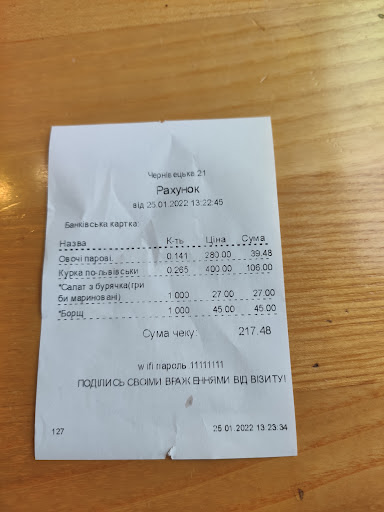 Чернівецька 21
Рахунок
від 25.01.2022 13:22:45
Банківська картка:
Назва К-ть Ціна Сума
Овочі парові 0.141 280.00 39.48
Курка по-львівськи 0.265 400.00 106.00
*Салат з бурячка(гри
би мариновані) 1.000 27.00 27.00
*Борщ 1.000 45.00 45.00
Сума чеку: 217.48
wifi пароль 11111111
ПОДІЛИСЬ СВОЇМИ ВРАЖЕННЯМИ ВІД ВІЗИТУ!
127 25.01.2022 13:23:34